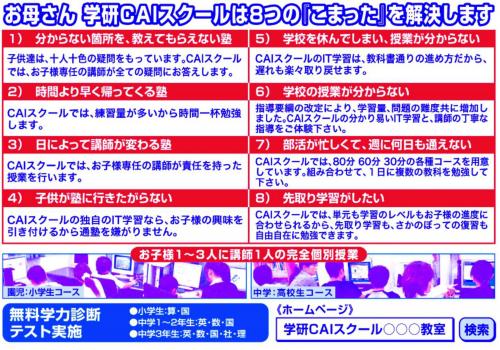 お母さん 学研CAIスクールは8つの『こまった』を解決します
1） 分からない箇所を、教えてもらえない塾
子供達は、十人十色の疑問をもっています。CAIスクール
では、お子様専任の講師が全ての疑問にお答えします。
2） 時間より早く帰ってくる塾
CAIスクールでは、練習量が多いから時間一杯勉強
します。
3） 日によって講師が変わる塾
CAIスクールでは、お子様専任の講師が責任を持った
授業を行います。
4） 子供が塾に行きたがらない
CAIスクールの独自のIT学習なら、お子様の興味を
引き付けるから通塾を嫌がりません。
5） 学校を休んでしまい、授業が分からない
CAIスクールのIT学習は、教科書通りの進め方だから、
遅れも楽々取り戻せます。
6） 学校の授業が分からない
指導要綱の改定により、学習量、問題の難度共に増加し
ました。CAIスクールの分かり易いIT学習と、講師の丁寧な
指導をご体験下さい。
7） 部活が忙しくて、週に何日も通えない
CAIスクールでは、80分 60分 30分の各種コースを用意
しています。組み合わせて、1日に複数の教科を勉強して
下さい。
8） 先取り学習がしたい
CAIスクールでは、単元も学習のレベルもお子様の進度に
合わせられるから、先取り学習も、さかのぼっての復習も
自由自在に勉強できます。
お子様1〜3人に講師1人の完全個別授業
園児：小学生コース
中学：高校生コース
無料学力診断
テスト実施
●小学生：算・国
●中学1〜2年生：英・数・国
●中学3年生：英・数・国・社・理
《ホームページ》
学研CAIスクール○○○教室
検索